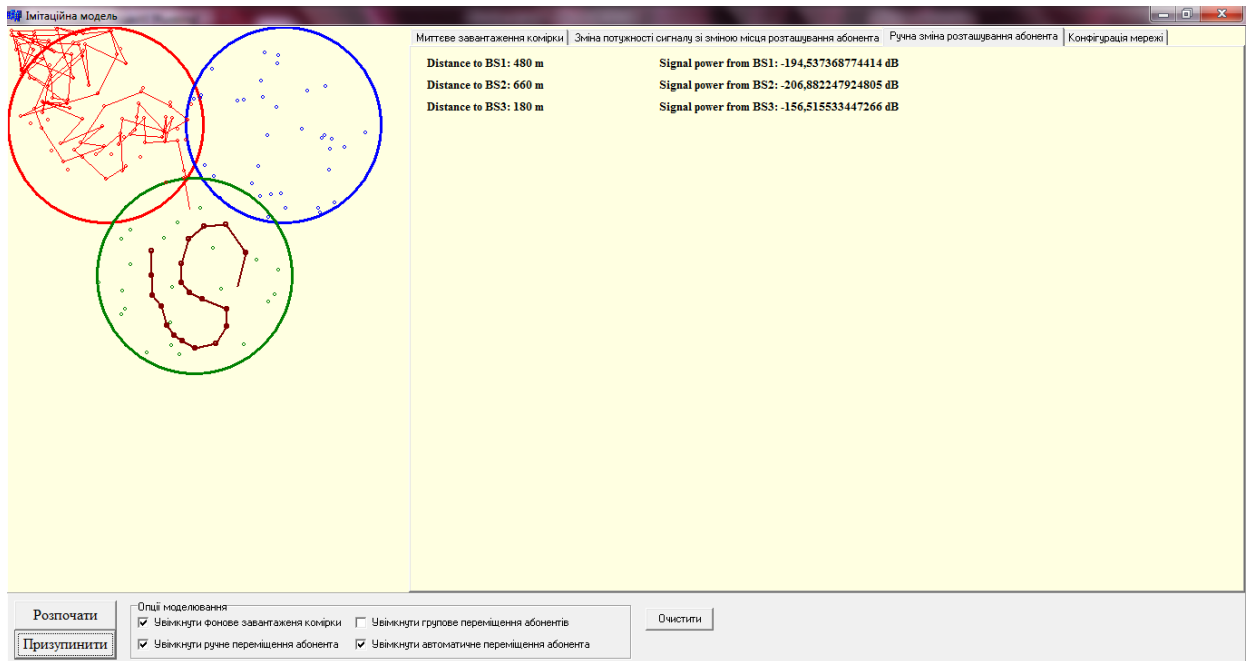 Імітаційна модель
Миттєве завантаження комірки Зміна потужності сигналу зі зміною місця розташування абонента Ручна зміна розташування абонента Конфігурація мережі
Distance to BS1: 480 m Signal power from BS1: -194,537368774414 dB
Distance to BS2: 660 m Signal power from BS2: -206,882247924805 dB
Distance to BS3: 180 m Signal power from BS3: -156,515533447266 dB
Розпочати
Призупинити
Опції моделювання
Увімкнути фонове завантаженя комірки Увімкнути групове переміщення абонентів
Увімкнути ручне переміщення абонента Увімкнути автоматичне переміщення абонента
Очистити